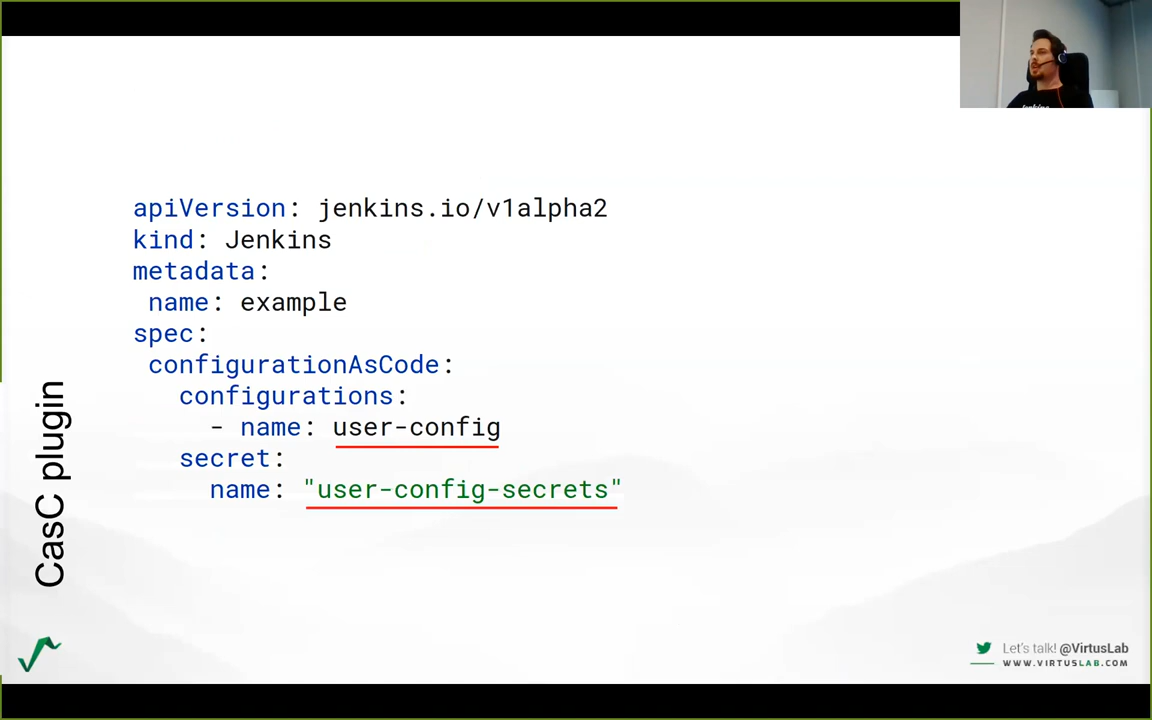 apiVersion: jenkins.io/v1alpha2
kind: Jenkins
metadata:
 name: example
spec:
 configurationAsCode:
   configurations:
     - name: user-config
   secret:
     name: "user-config-secrets"
CasC plugin
Let's talk! @VirtusLab
WWW.VIRTUSLAB.COM